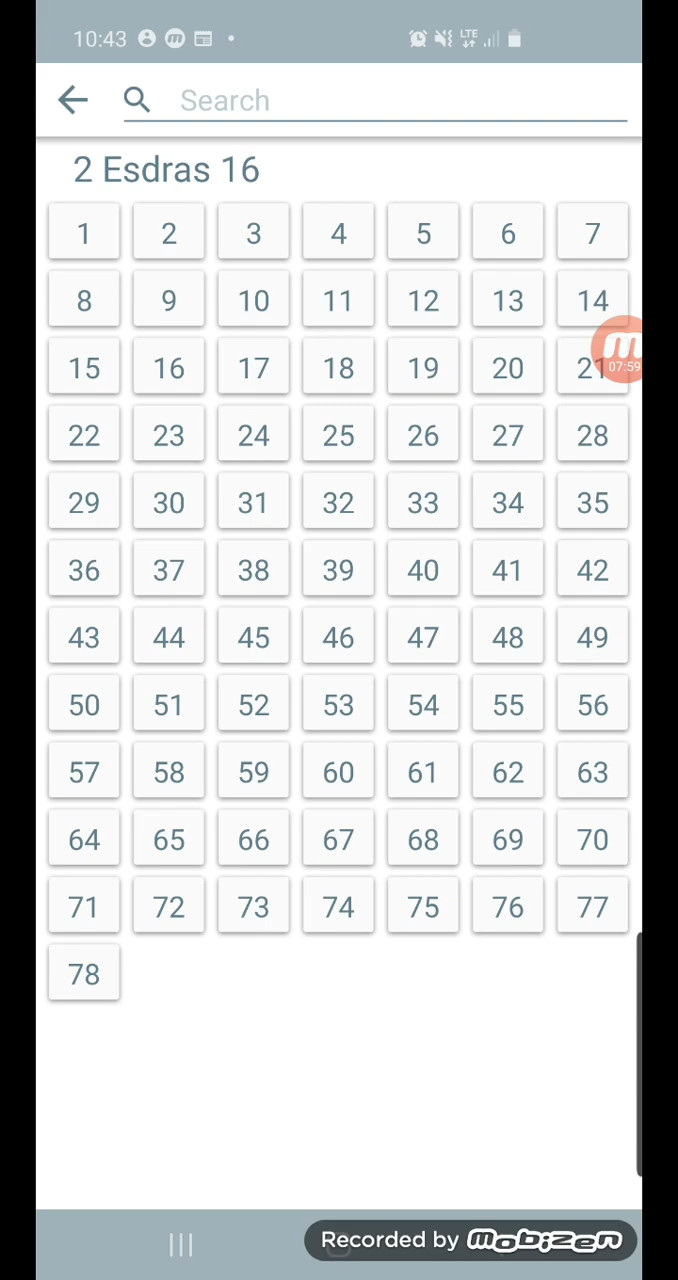 10:43 LTE
Search
2 Esdras 16
1 2 3 4 5 6 7
8 9 10 11 12 13 14
15 16 17 18 19 20 21
07:59
22 23 24 25 26 27 28
29 30 31 32 33 34 35
36 37 38 39 40 41 42
43 44 45 46 47 48 49
50 51 52 53 54 55 56
57 58 59 60 61 62 63
64 65 66 67 68 69 70
71 72 73 74 75 76 77
78
Recorded by mobizen